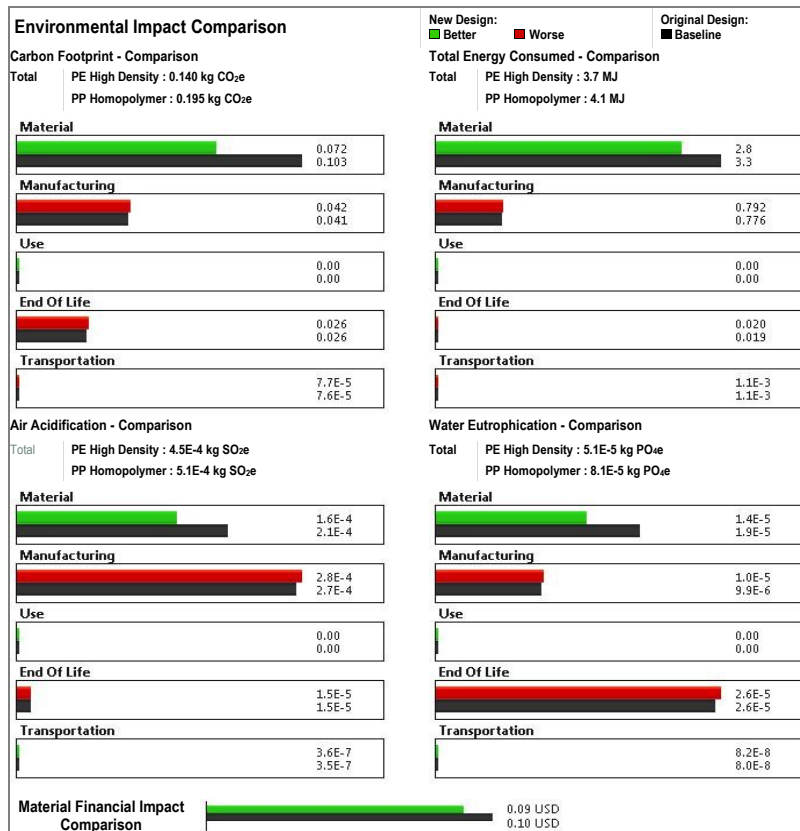 Environmental Impact Comparison
New Design:
Better Worse
Original Design:
Baseline
Carbon Footprint - Comparison
Total PE High Density : 0.140 kg CO₂e
PP Homopolymer : 0.195 kg CO₂e
Material
0.072
0.103
Manufacturing
0.042
0.041
Use
0.00
0.00
End Of Life
0.026
0.026
Transportation
7.7E-5
7.6E-5
Total Energy Consumed - Comparison
Total PE High Density : 3.7 MJ
PP Homopolymer : 4.1 MJ
Material
2.8
3.3
Manufacturing
0.792
0.776
Use
0.00
0.00
End Of Life
0.020
0.019
Transportation
1.1E-3
1.1E-3
Air Acidification - Comparison
Total PE High Density : 4.5E-4 kg SO₂e
PP Homopolymer : 5.1E-4 kg SO₂e
Material
1.6E-4
2.1E-4
Manufacturing
2.8E-4
2.7E-4
Use
0.00
0.00
End Of Life
1.5E-5
1.5E-5
Transportation
3.6E-7
3.5E-7
Water Eutrophication - Comparison
Total PE High Density : 5.1E-5 kg PO₄e
PP Homopolymer : 8.1E-5 kg PO₄e
Material
1.4E-5
1.9E-5
Manufacturing
1.0E-5
9.9E-6
Use
0.00
0.00
End Of Life
2.6E-5
2.6E-5
Transportation
8.2E-8
8.0E-8
Material Financial Impact
Comparison
0.09 USD
0.10 USD